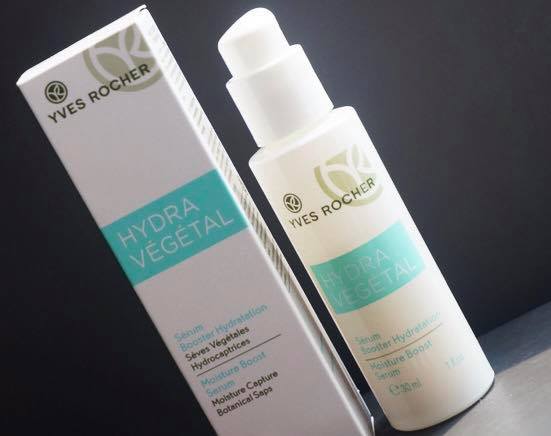 YVES ROCHER
HYDRA
VÉGÉTAL
Sérum
Booster Hydratation
Sèves Végétales
Hydrocaptrices
Moisture Boost
Serum
Moisture Capture
Botanical Saps
YVES ROCHER
HYDRA
VÉGÉTAL
Sérum
Booster Hydratation
Moisture Boost
Serum
℮ 30 ml